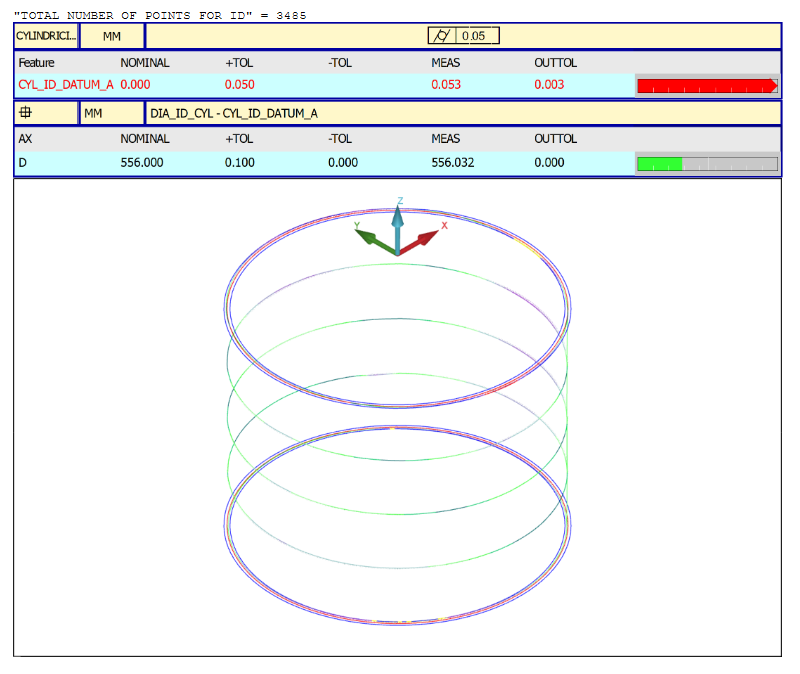 "TOTAL NUMBER OF POINTS FOR ID" = 3485
CYLINDRICI... MM 0.05
Feature NOMINAL +TOL -TOL MEAS OUTTOL
CYL_ID_DATUM_A 0.000 0.050 0.053 0.003
MM DIA_ID_CYL - CYL_ID_DATUM_A
AX NOMINAL +TOL -TOL MEAS OUTTOL
D 556.000 0.100 0.000 556.032 0.000
Z
Y X